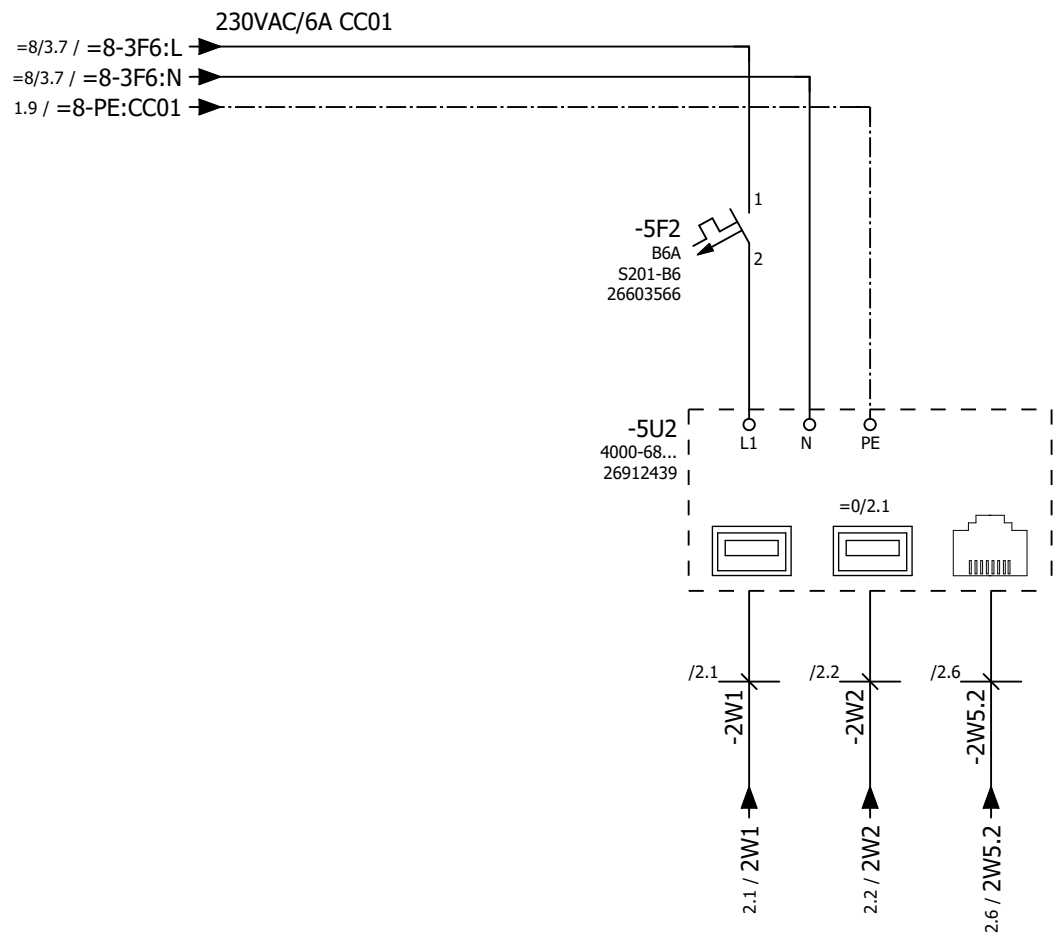 230VAC/6A CC01
=8/3.7 / =8-3F6:L
=8/3.7 / =8-3F6:N
1.9 / =8-PE:CC01
1
-5F2
B6A
2
S201-B6
26603566
-5U2
L1
N
PE
4000-68...
26912439
=0/2.1
/2.1
/2.2
/2.6
-2W1
-2W2
-2W5.2
2.1 / 2W1
2.2 / 2W2
2.6 / 2W5.2